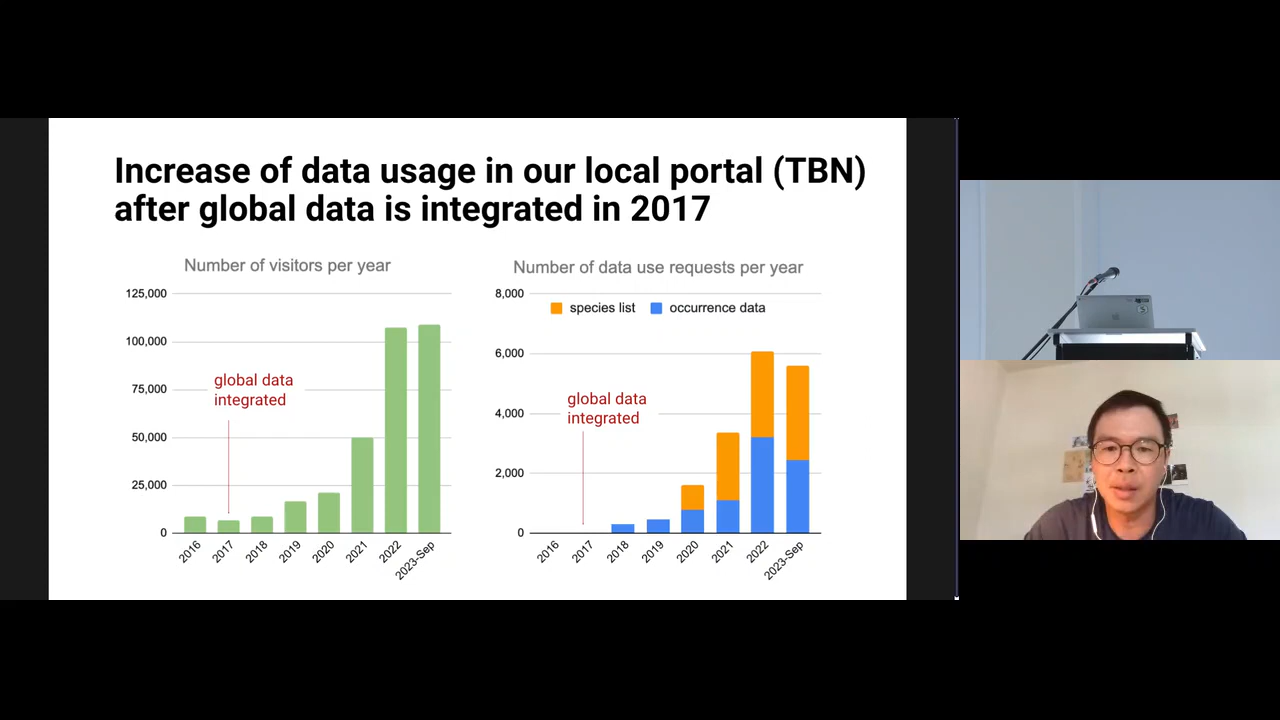 Increase of data usage in our local portal (TBN)
after global data is integrated in 2017
Number of visitors per year
125,000
100,000
75,000
50,000
25,000
0
global data
integrated
2016
2017
2018
2019
2020
2021
2022
2023-Sep
Number of data use requests per year
8,000
6,000
4,000
2,000
0
species list
occurrence data
global data
integrated
2016
2017
2018
2019
2020
2021
2022
2023-Sep